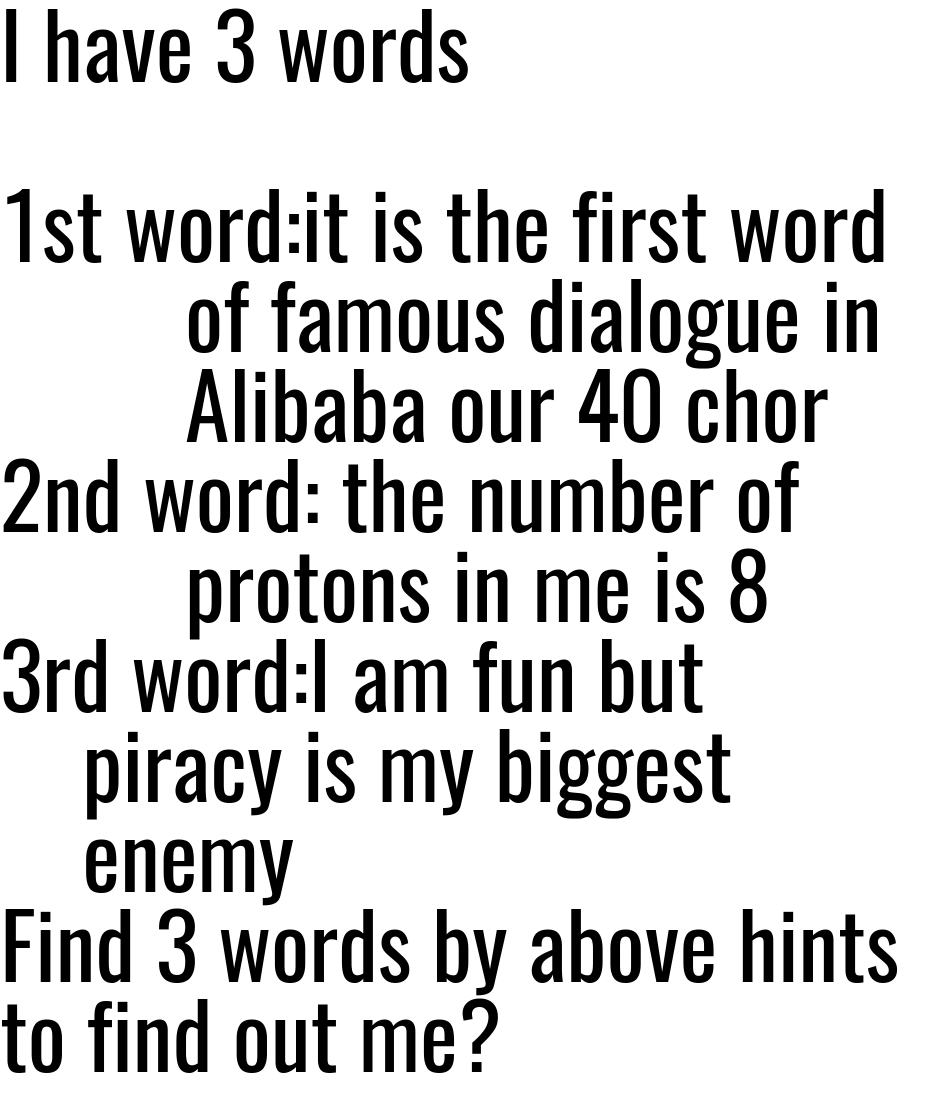 I have 3 words
1st word:it is the first word
of famous dialogue in
Alibaba our 40 chor
2nd word: the number of
protons in me is 8
3rd word:I am fun but
piracy is my biggest
enemy
Find 3 words by above hints
to find out me?